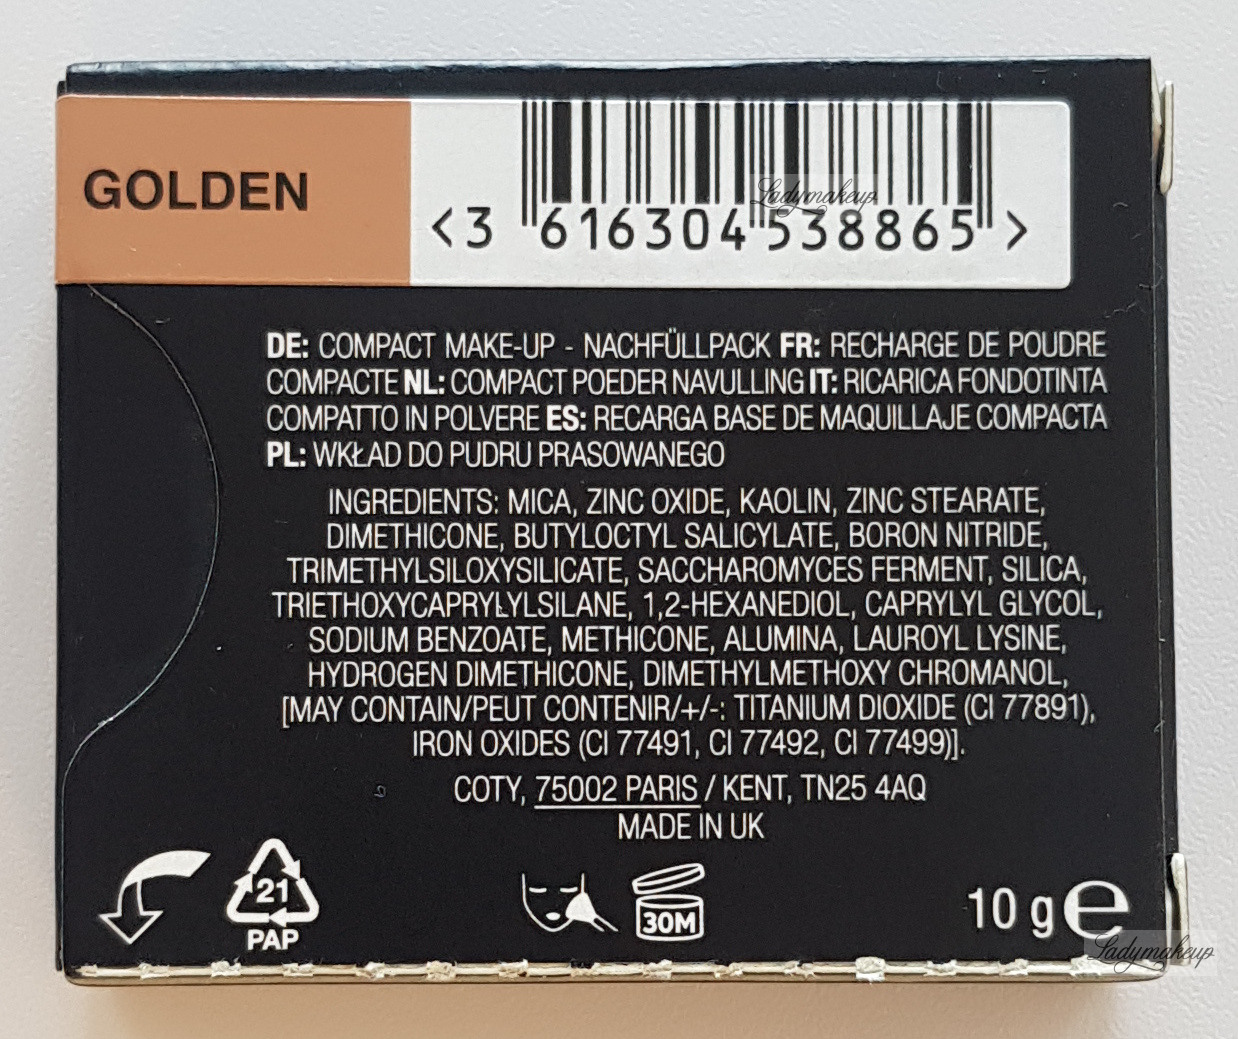 GOLDEN
<3 616304 538865 >
Ladymakeup
DE: COMPACT MAKE-UP - NACHFÜLLPACK FR: RECHARGE DE POUDRE
COMPACTE NL: COMPACT POEDER NAVULLING IT: RICARICA FONDOTINTA
COMPATTO IN POLVERE ES: RECARGA BASE DE MAQUILLAJE COMPACTA
PL: WKŁAD DO PUDRU PRASOWANEGO
INGREDIENTS: MICA, ZINC OXIDE, KAOLIN, ZINC STEARATE,
DIMETHICONE, BUTYLOCTYL SALICYLATE, BORON NITRIDE,
TRIMETHYLSILOXYSILICATE, SACCHAROMYCES FERMENT, SILICA,
TRIETHOXYCAPRYLYLSILANE, 1,2-HEXANEDIOL, CAPRYLYL GLYCOL,
SODIUM BENZOATE, METHICONE, ALUMINA, LAUROYL LYSINE,
HYDROGEN DIMETHICONE, DIMETHYLMETHOXY CHROMANOL,
[MAY CONTAIN/PEUT CONTENIR/+/-: TITANIUM DIOXIDE (CI 77891),
IRON OXIDES (CI 77491, CI 77492, CI 77499)].
COTY, 75002 PARIS / KENT, TN25 4AQ
MADE IN UK
21
PAP
30M
10 g e
Ladymakeup